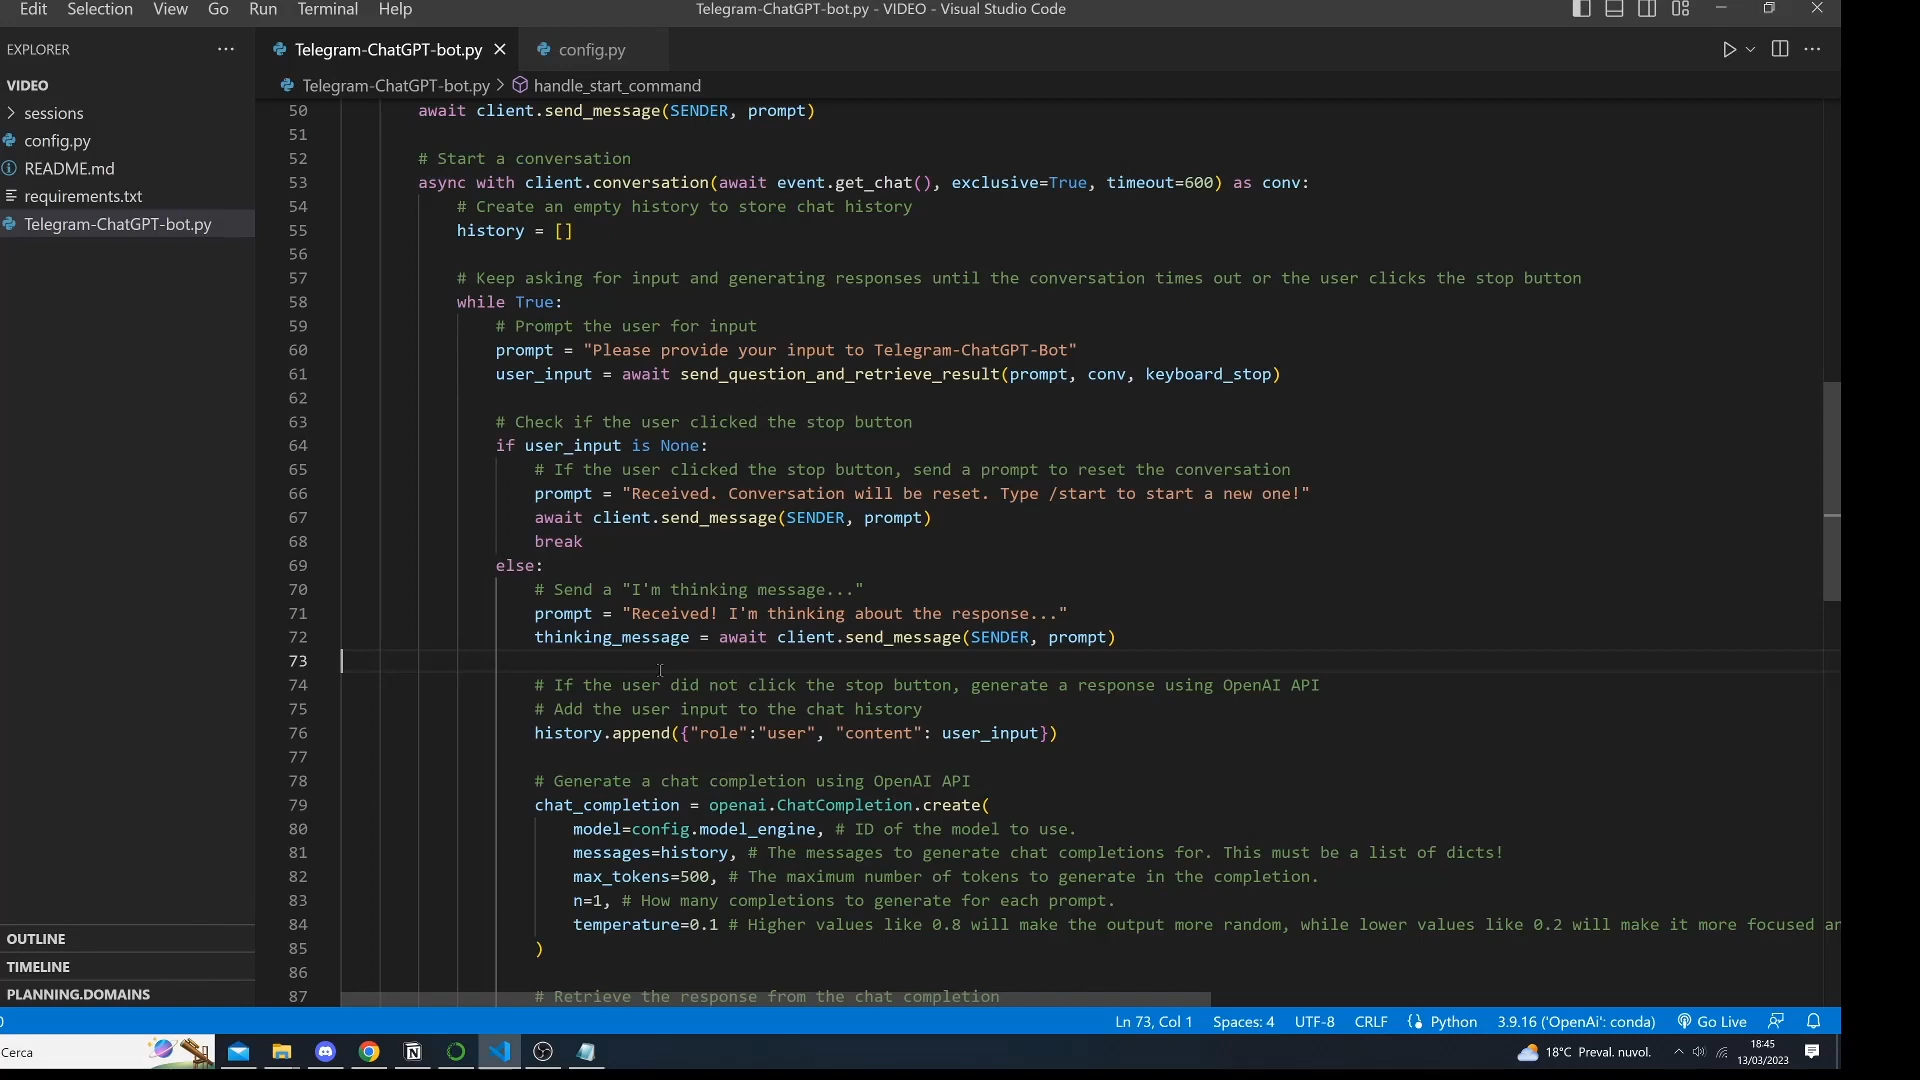 Edit Selection View Go Run Terminal Help
Telegram-ChatGPT-bot.py - VIDEO - Visual Studio Code
EXPLORER
VIDEO
sessions
config.py
README.md
requirements.txt
Telegram-ChatGPT-bot.py
OUTLINE
TIMELINE
PLANNING.DOMAINS
Telegram-ChatGPT-bot.py config.py
Telegram-ChatGPT-bot.py > handle_start_command
50 await client.send_message(SENDER, prompt)
51
52 # Start a conversation
53 async with client.conversation(await event.get_chat(), exclusive=True, timeout=600) as conv:
54 # Create an empty history to store chat history
55 history = []
56
57 # Keep asking for input and generating responses until the conversation times out or the user clicks the stop button
58 while True:
59 # Prompt the user for input
60 prompt = "Please provide your input to Telegram-ChatGPT-Bot"
61 user_input = await send_question_and_retrieve_result(prompt, conv, keyboard_stop)
62
63 # Check if the user clicked the stop button
64 if user_input is None:
65 # If the user clicked the stop button, send a prompt to reset the conversation
66 prompt = "Received. Conversation will be reset. Type /start to start a new one!"
67 await client.send_message(SENDER, prompt)
68 break
69 else:
70 # Send a "I'm thinking message..."
71 prompt = "Received! I'm thinking about the response..."
72 thinking_message = await client.send_message(SENDER, prompt)
73
74 # If the user did not click the stop button, generate a response using OpenAI API
75 # Add the user input to the chat history
76 history.append({"role":"user", "content": user_input})
77
78 # Generate a chat completion using OpenAI API
79 chat_completion = openai.ChatCompletion.create(
80 model=config.model_engine, # ID of the model to use.
81 messages=history, # The messages to generate chat completions for. This must be a list of dicts!
82 max_tokens=500, # The maximum number of tokens to generate in the completion.
83 n=1, # How many completions to generate for each prompt.
84 temperature=0.1 # Higher values like 0.8 will make the output more random, while lower values like 0.2 will make it more focused an
85 )
86
87 # Retrieve the response from the chat completion
Ln 73, Col 1 Spaces: 4 UTF-8 CRLF Python 3.9.16 ('OpenAi': conda) Go Live
Cerca
18°C Preval. nuvol.
18:45
13/03/2023